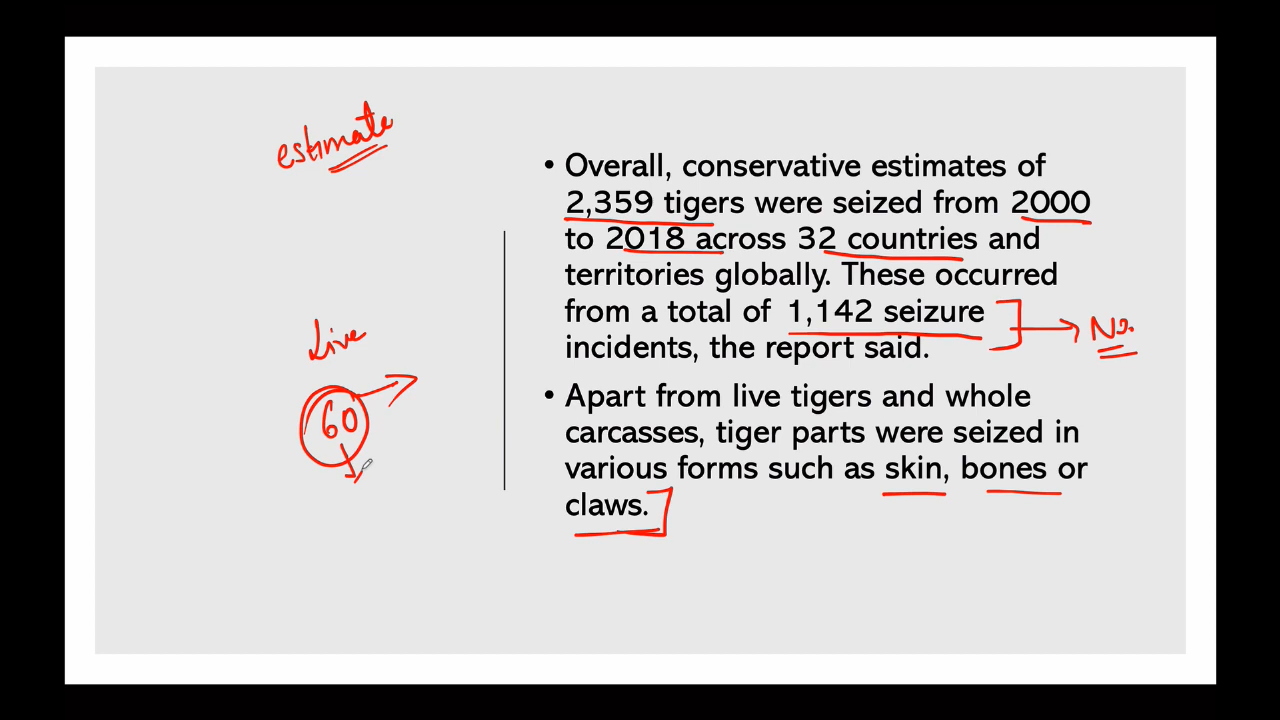 estimate
Live
60
• Overall, conservative estimates of
2,359 tigers were seized from 2000
to 2018 across 32 countries and
territories globally. These occurred
from a total of 1,142 seizure
incidents, the report said.
No.
• Apart from live tigers and whole
carcasses, tiger parts were seized in
various forms such as skin, bones or
claws.